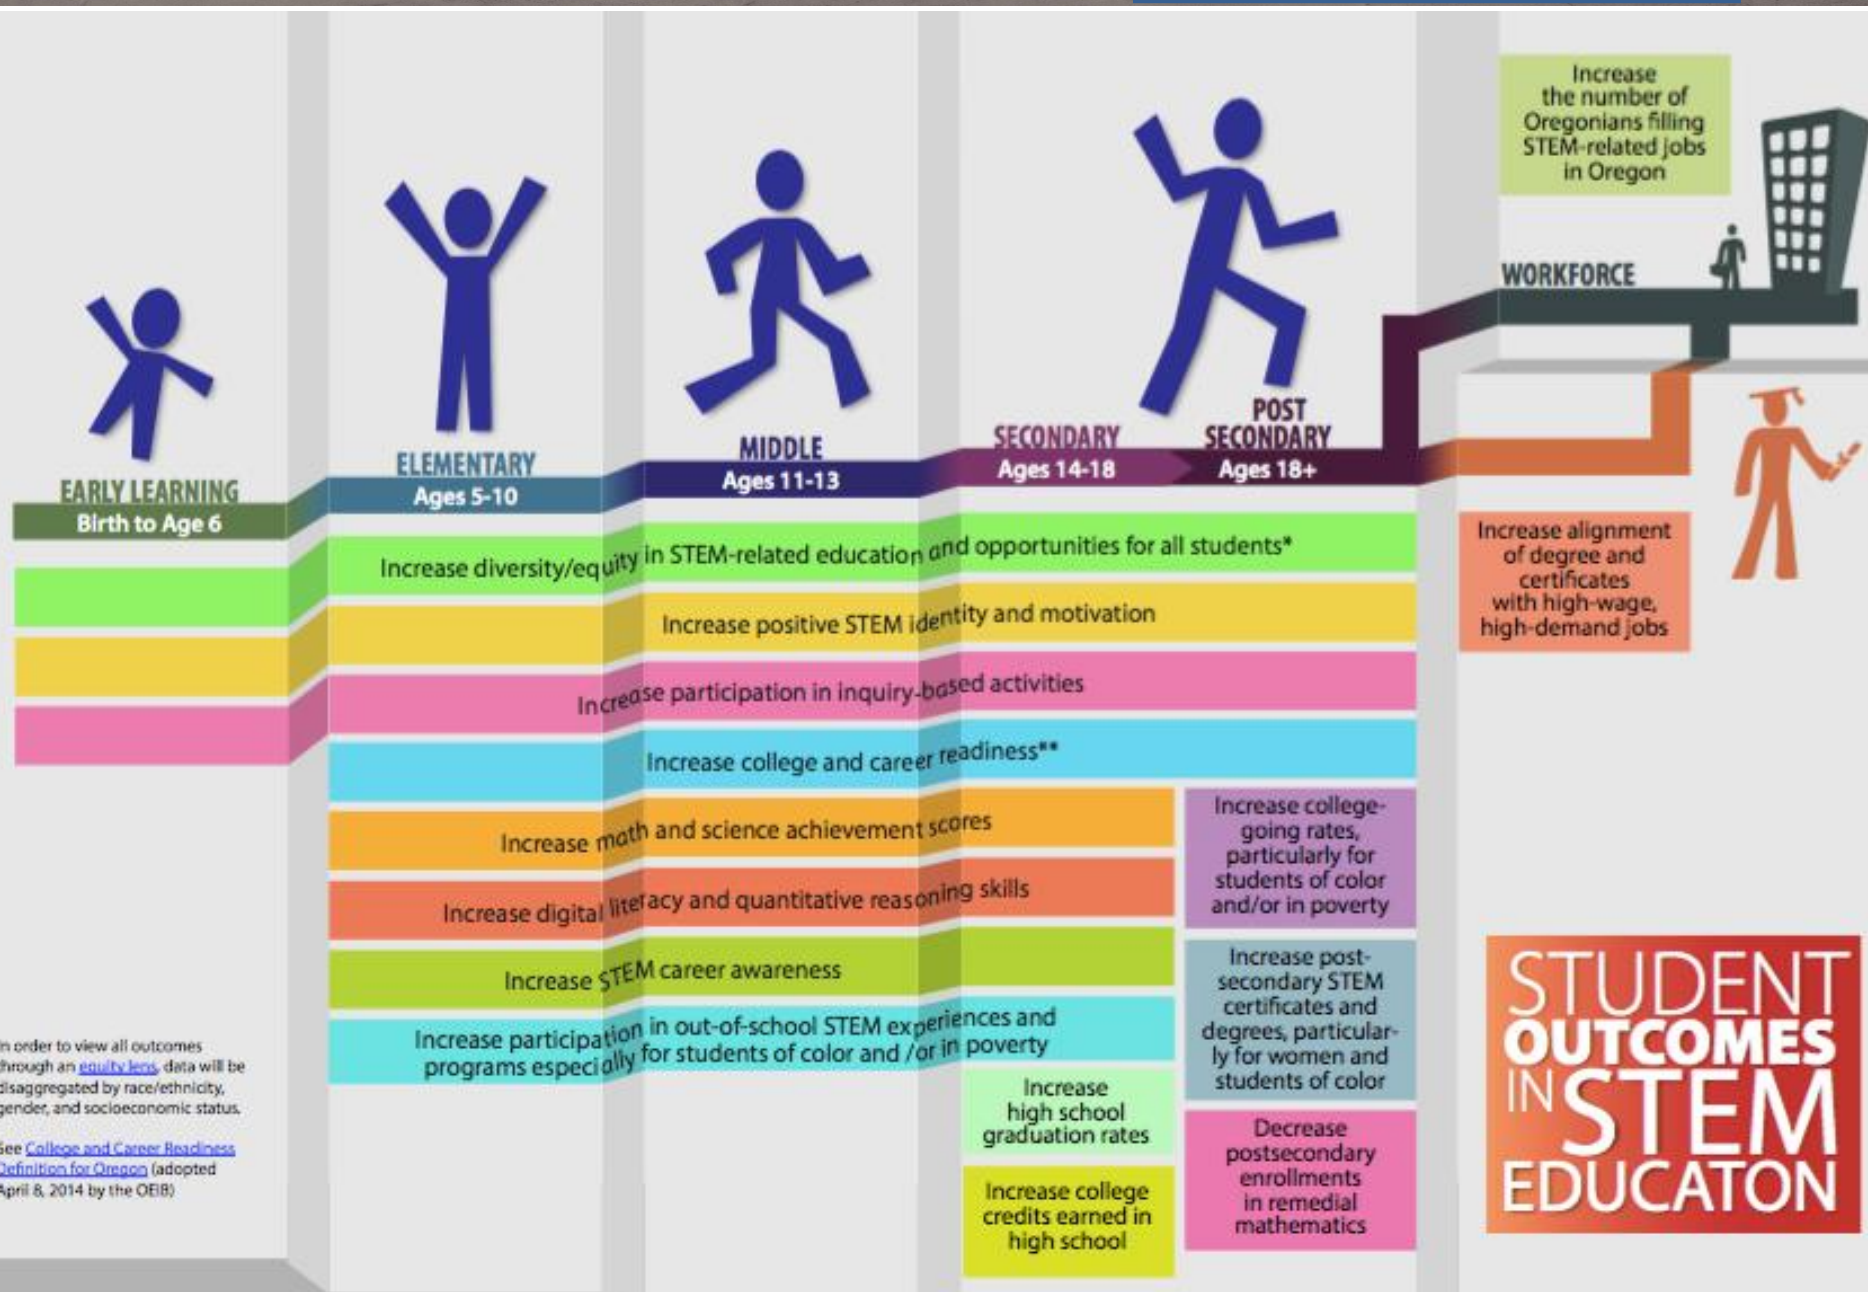 EARLY LEARNING
Birth to Age 6
ELEMENTARY
Ages 5-10
MIDDLE
Ages 11-13
SECONDARY
Ages 14-18
POST
SECONDARY
Ages 18+
WORKFORCE
Increase
the number of
Oregonians filling
STEM-related jobs
in Oregon
Increase alignment
of degree and
certificates
with high-wage,
high-demand jobs
Increase diversity/equity in STEM-related education and opportunities for all students*
Increase positive STEM identity and motivation
Increase participation in inquiry-based activities
Increase college and career readiness**
Increase math and science achievement scores
Increase digital literacy and quantitative reasoning skills
Increase STEM career awareness
Increase participation in out-of-school STEM experiences and
programs especially for students of color and /or in poverty
Increase
high school
graduation rates
Increase college
credits earned in
high school
Increase college-
going rates,
particularly for
students of color
and/or in poverty
Increase post-
secondary STEM
certificates and
degrees, particular-
ly for women and
students of color
Decrease
postsecondary
enrollments
in remedial
mathematics
In order to view all outcomes
through an equity lens, data will be
disaggregated by race/ethnicity,
gender, and socioeconomic status.
See College and Career Readiness
Definition for Oregon (adopted
April 8, 2014 by the OEIB)
STUDENT
OUTCOMES
IN STEM
EDUCATON